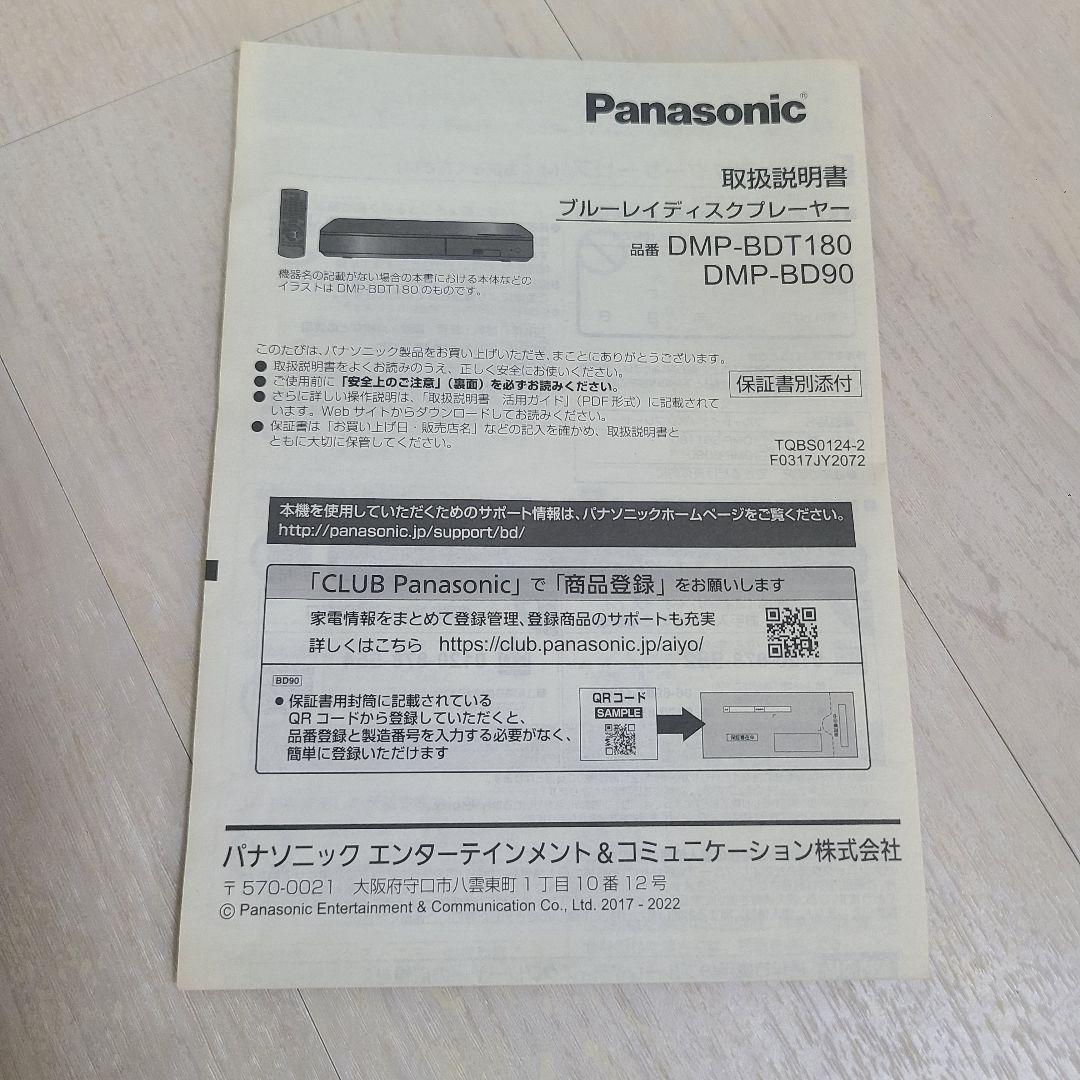 Panasonic®
取扱説明書
ブルーレイディスクプレーヤー
品番 DMP-BDT180
DMP-BD90
機器名の記載がない場合の本書における本体などの
イラストは DMP-BDT180 のものです。
このたびは、パナソニック製品をお買い上げいただき、まことにありがとうございます。
● 取扱説明書をよくお読みのうえ、正しく安全にお使いください。
● ご使用前に「安全上のご注意」(裏面)を必ずお読みください。
● さらに詳しい操作説明は、「取扱説明書 活用ガイド」(PDF 形式)に記載されて
います。Web サイトからダウンロードしてお読みください。
● 保証書は「お買い上げ日・販売店名」などの記入を確かめ、取扱説明書と
ともに大切に保管してください。
保証書別添付
TQBS0124-2
F0317JY2072
本機を使用していただくためのサポート情報は、パナソニックホームページをご覧ください。
http://panasonic.jp/support/bd/
「CLUB Panasonic」で「商品登録」をお願いします
家電情報をまとめて登録管理、登録商品のサポートも充実
詳しくはこちら https://club.panasonic.jp/aiyo/
BD90
● 保証書用封筒に記載されている
QR コードから登録していただくと、
品番登録と製造番号を入力する必要がなく、
簡単に登録いただけます
QRコード
SAMPLE
保証書在中
パナソニック エンターテインメント＆コミュニケーション株式会社
〒570-0021 大阪府守口市八雲東町1丁目10番12号
© Panasonic Entertainment & Communication Co., Ltd. 2017 - 2022